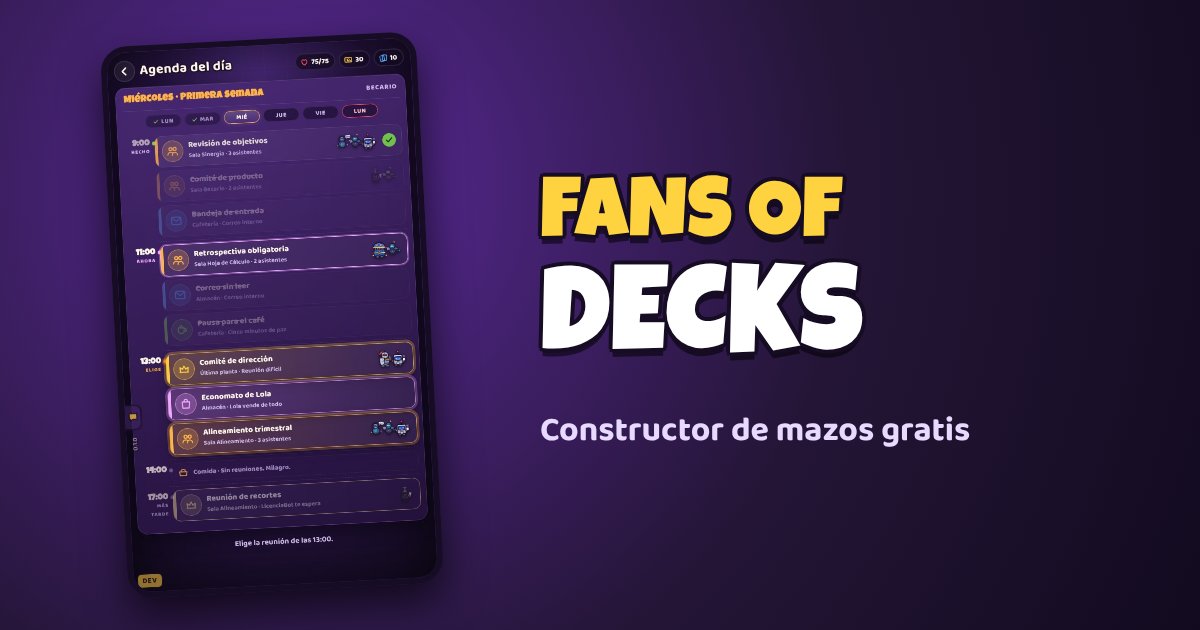 Agenda del día
75/75
30
10
Miércoles · Primera semana
BECARIO
LUN
MAR
MIÉ
JUE
VIE
LUN
9:00
HECHO
Revisión de objetivos
Sala Sinergia · 3 asistentes
Comité de producto
Sala Becario · 2 asistentes
Bandeja de entrada
Cafetería · Correo interno
11:00
AHORA
Retrospectiva obligatoria
Sala Hoja de Cálculo · 2 asistentes
Correo sin leer
Almacén · Correo interno
Pausa para el café
Cafetería · Cinco minutos de paz
13:00
ELIGE
Comité de dirección
Última planta · Reunión difícil
Economato de Lola
Almacén · Lola vende de todo
Alineamiento trimestral
Sala Alineamiento · 3 asistentes
14:00
Comida · Sin reuniones. Milagro.
17:00
MÁS TARDE
Reunión de recortes
Sala Alineamiento · LicenciaBot te espera
Elige la reunión de las 13:00.
DEV
FANS OF
DECKS
Constructor de mazos gratis